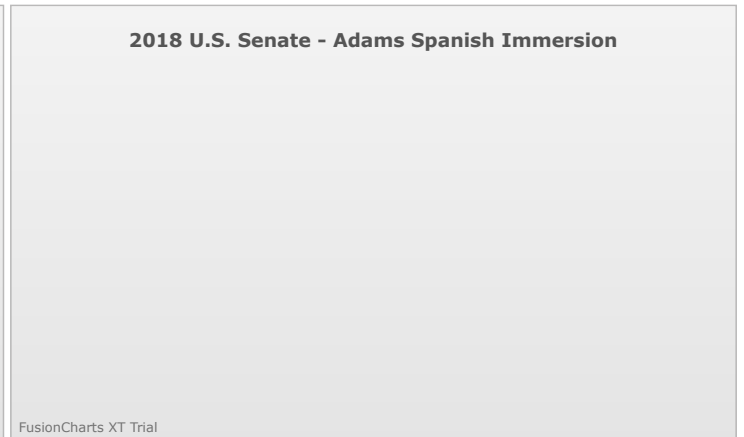 2018 U.S. Senate - Adams Spanish Immersion
FusionCharts XT Trial